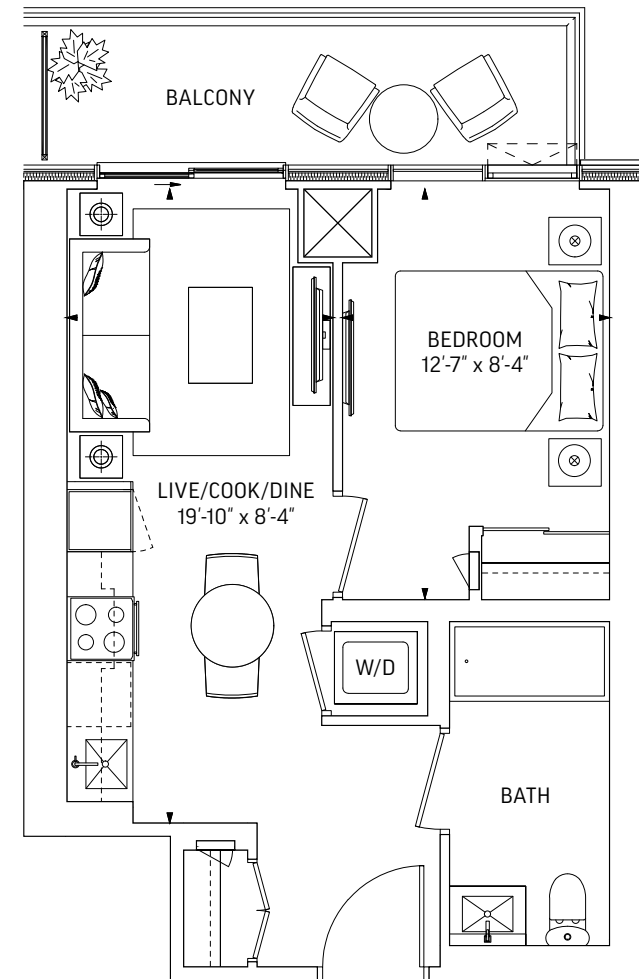 BALCONY
BEDROOM
12'-7" x 8'-4"
LIVE/COOK/DINE
19'-10" x 8'-4"
W/D
BATH